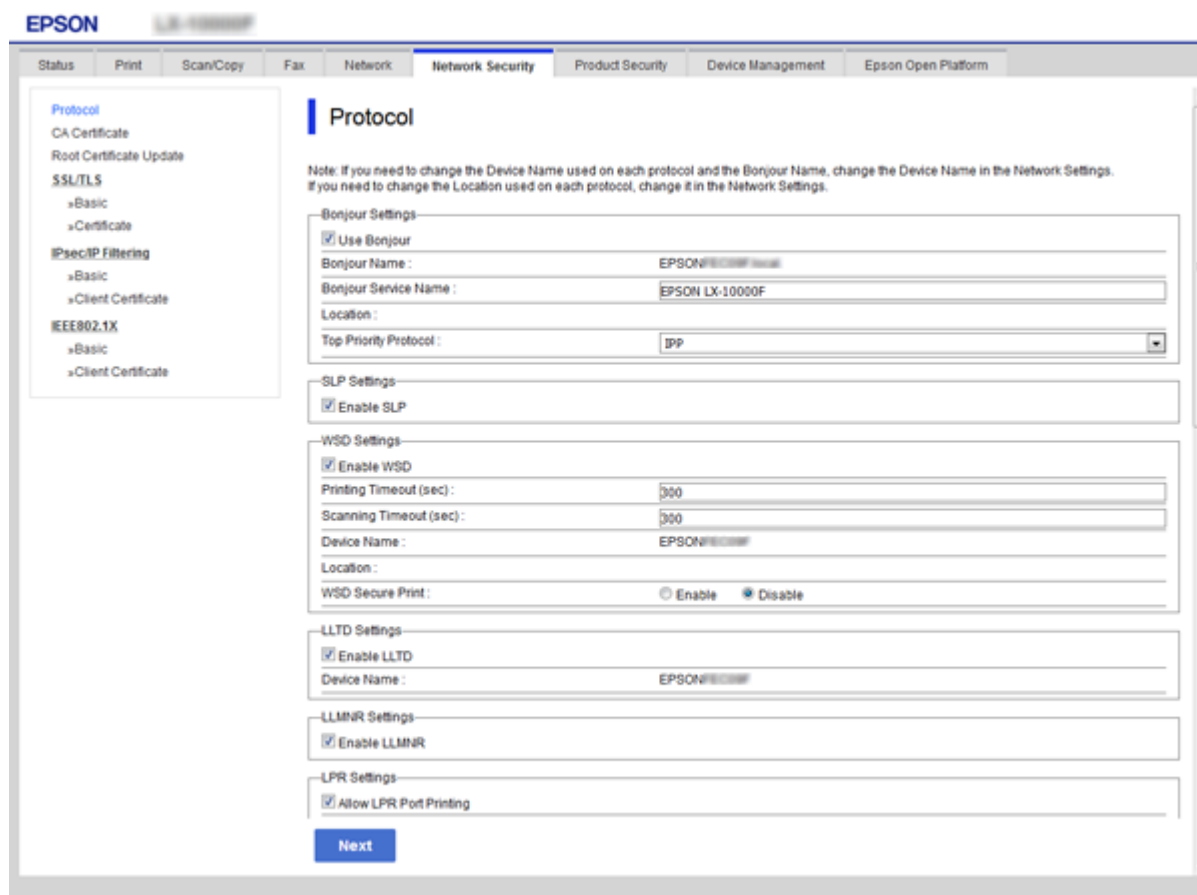 EPSON
Status Print Scan/Copy Fax Network Network Security Product Security Device Management Epson Open Platform
Protocol
CA Certificate
Root Certificate Update
SSL/TLS
»Basic
»Certificate
IPsec/IP Filtering
»Basic
»Client Certificate
IEEE802.1X
»Basic
»Client Certificate
Protocol
Note: If you need to change the Device Name used on each protocol and the Bonjour Name, change the Device Name in the Network Settings.
If you need to change the Location used on each protocol, change it in the Network Settings.
Bonjour Settings
Use Bonjour
Bonjour Name : EPSON
Bonjour Service Name : EPSON LX-10000F
Location :
Top Priority Protocol : IPP
SLP Settings
Enable SLP
WSD Settings
Enable WSD
Printing Timeout (sec) : 300
Scanning Timeout (sec) : 300
Device Name : EPSON
Location :
WSD Secure Print : Enable Disable
LLTD Settings
Enable LLTD
Device Name : EPSON
LLMNR Settings
Enable LLMNR
LPR Settings
Allow LPR Port Printing
Next